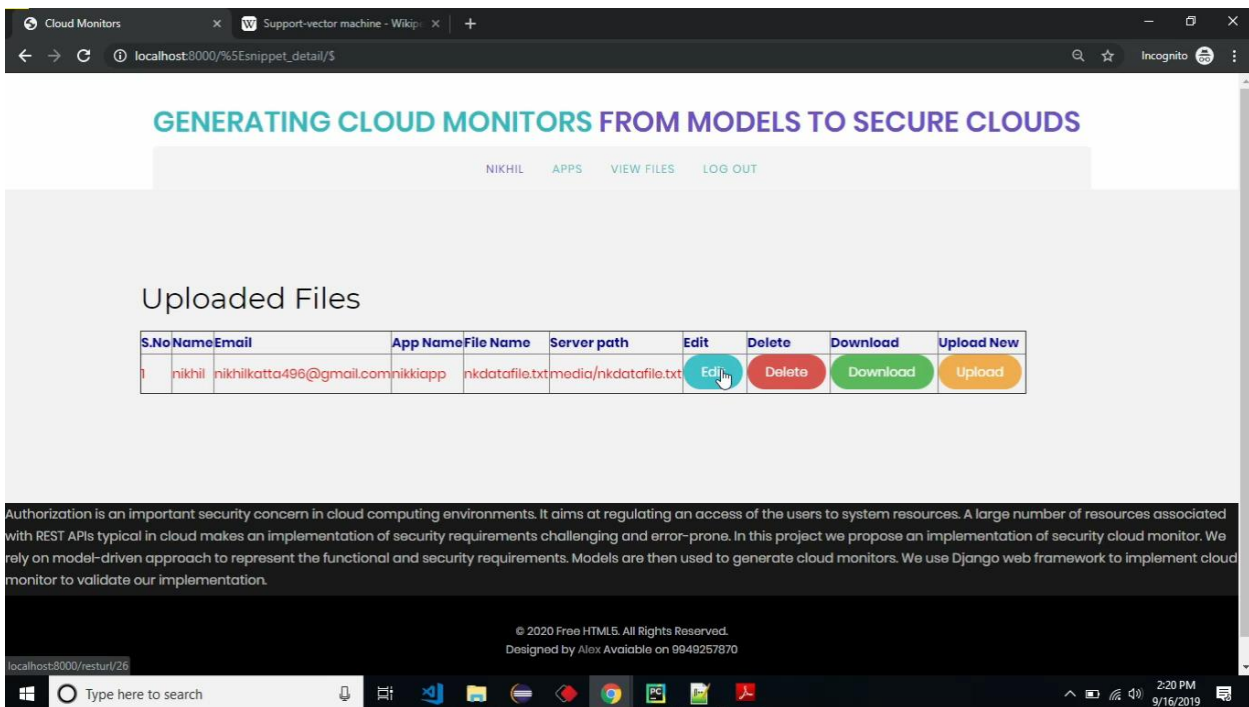 Cloud Monitors
Support-vector machine - Wikip
localhost:8000/%5Esnippet_detail/$
Incognito
GENERATING CLOUD MONITORS FROM MODELS TO SECURE CLOUDS
NIKHIL APPS VIEW FILES LOG OUT
Uploaded Files
S.No Name Email App Name File Name Server path Edit Delete Download Upload New
1 nikhil nikhilkatta496@gmail.com nikkiapp nkdatafile.txt media/nkdatafile.txt Edit Delete Download Upload
Authorization is an important security concern in cloud computing environments. It aims at regulating an access of the users to system resources. A large number of resources associated
with REST APIs typical in cloud makes an implementation of security requirements challenging and error-prone. In this project we propose an implementation of security cloud monitor. We
rely on model-driven approach to represent the functional and security requirements. Models are then used to generate cloud monitors. We use Django web framework to implement cloud
monitor to validate our implementation.
© 2020 Free HTML5. All Rights Reserved.
Designed by Alex Avaiable on 9949257870
localhost:8000/resturl/26
Type here to search
2:20 PM
9/16/2019